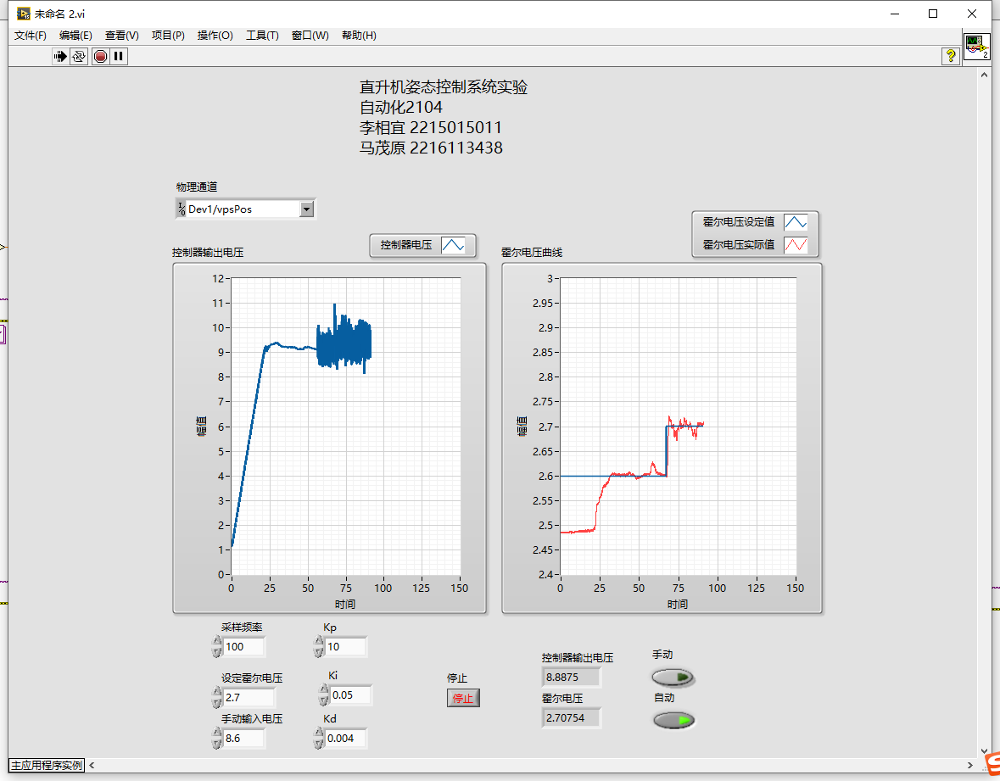 未命名 2.vi
文件(F) 编辑(E) 查看(V) 项目(P) 操作(O) 工具(T) 窗口(W) 帮助(H)
?
2
直升机姿态控制系统实验
自动化2104
李相宜 2215015011
马茂原 2216113438
物理通道
I/O Dev1/vpsPos
控制器输出电压
控制器电压
霍尔电压曲线
霍尔电压设定值
霍尔电压实际值
12
11
10
9
8
7
6
5
4
3
2
1
0
幅值
0 25 50 75 100 125 150
时间
3
2.95
2.9
2.85
2.8
2.75
2.7
2.65
2.6
2.55
2.5
2.45
2.4
幅值
0 25 50 75 100 125 150
时间
采样频率
100
Kp
10
设定霍尔电压
2.7
Ki
0.05
手动输入电压
8.6
Kd
0.004
停止
停止
控制器输出电压
8.8875
霍尔电压
2.70754
手动
自动
主应用程序实例